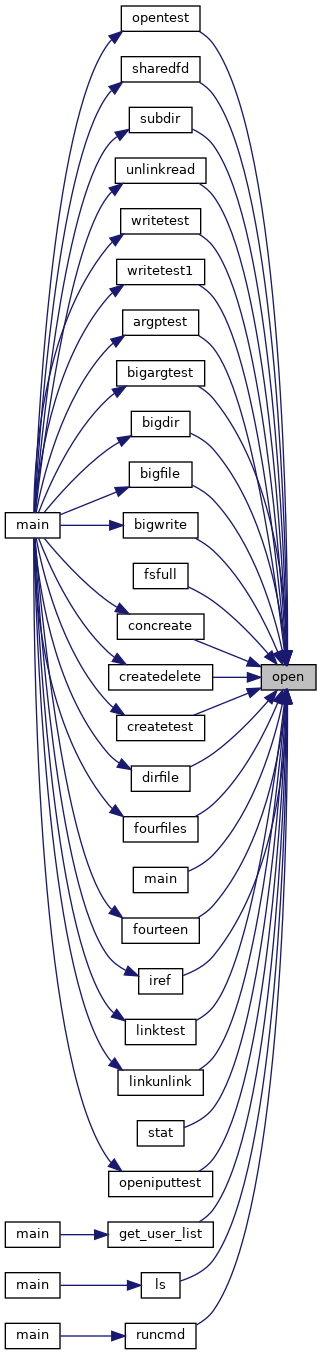 opentest
sharedfd
subdir
unlinkread
writetest
writetest1
argptest
bigargtest
bigdir
bigfile
main
bigwrite
fsfull
concreate
createdelete
open
createtest
dirfile
fourfiles
main
fourteen
iref
linktest
linkunlink
stat
openiputtest
main
get_user_list
main
ls
main
runcmd